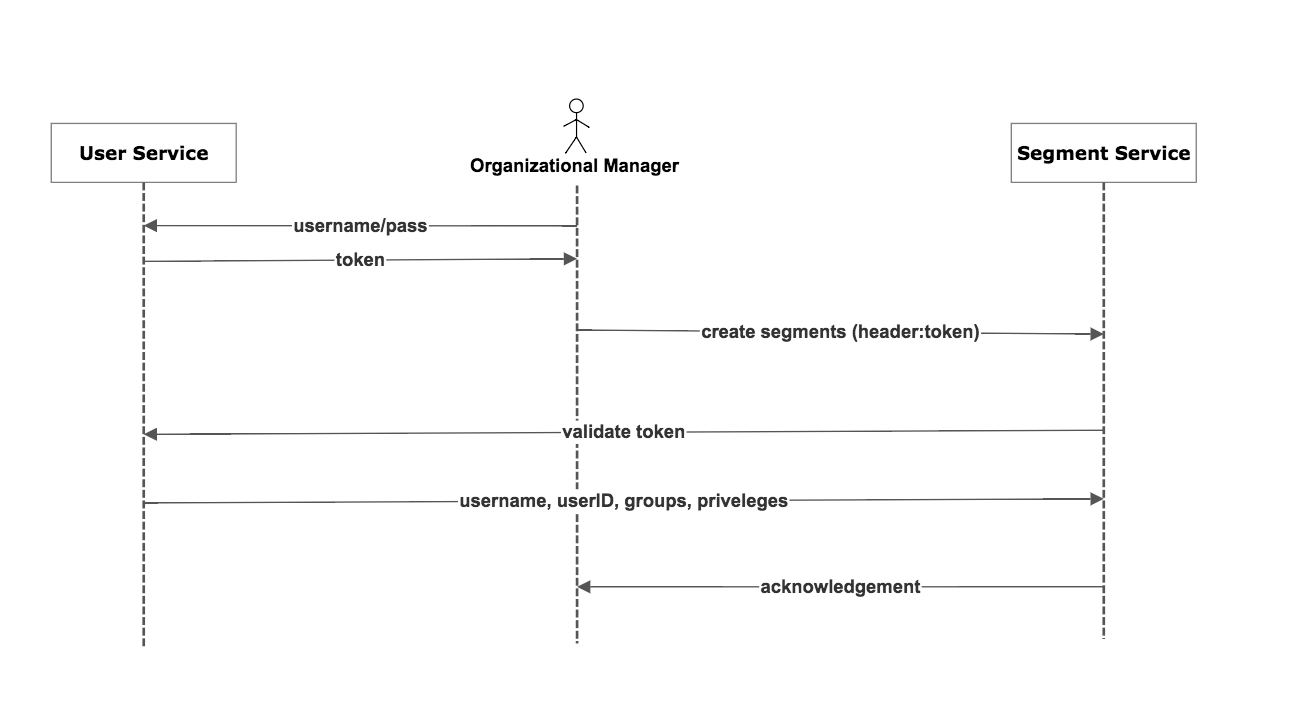 User Service
Organizational Manager
Segment Service
username/pass
token
create segments (header:token)
validate token
username, userID, groups, priveleges
acknowledgement